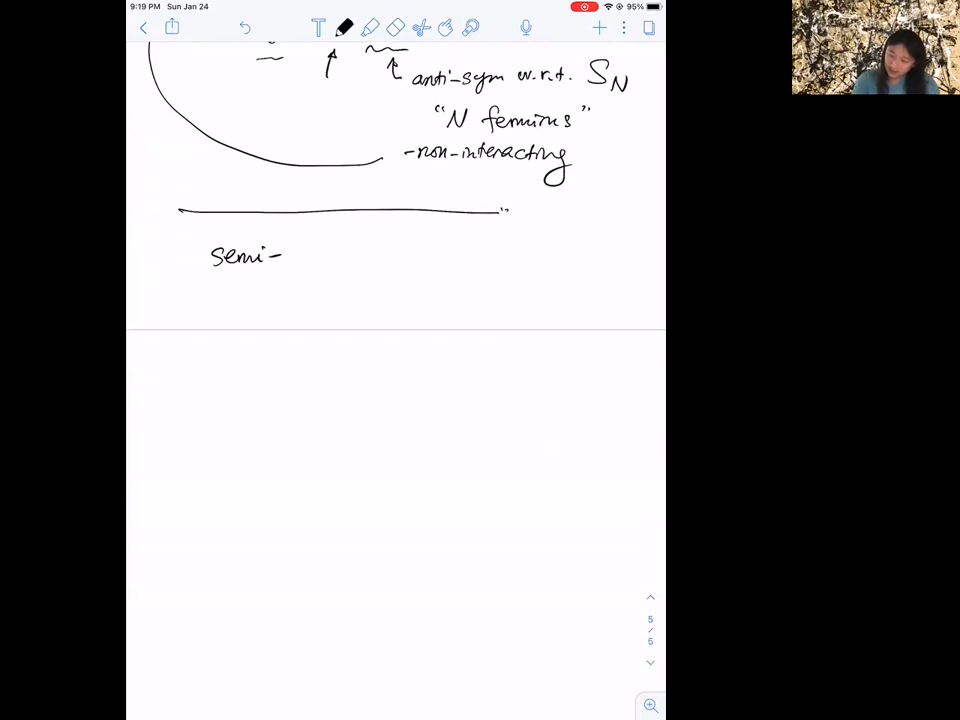 9:19 PM Sun Jan 24
95%
T
anti-sym w.r.t. S_N
"N fermions"
-non-interacting
semi-
5
/
5